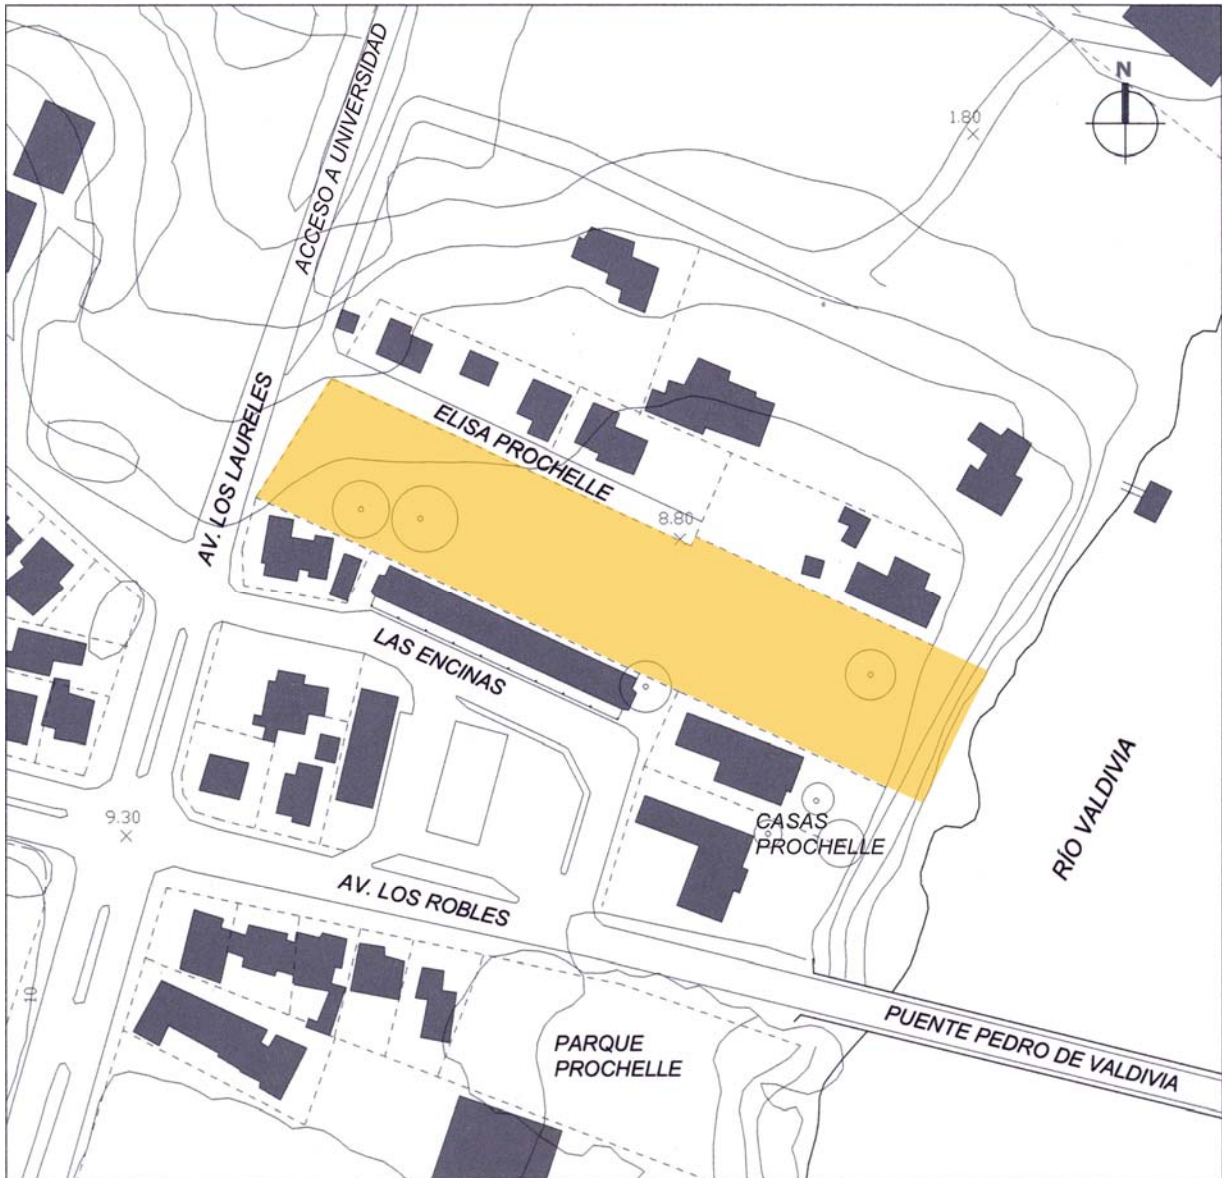 N
1.80
ACCESO A UNIVERSIDAD
AV. LOS LAURELES
ELISA PROCHELLE
8.80
LAS ENCINAS
9.30
CASAS
PROCHELLE
RÍO VALDIVIA
AV. LOS ROBLES
10
PUENTE PEDRO DE VALDIVIA
PARQUE
PROCHELLE